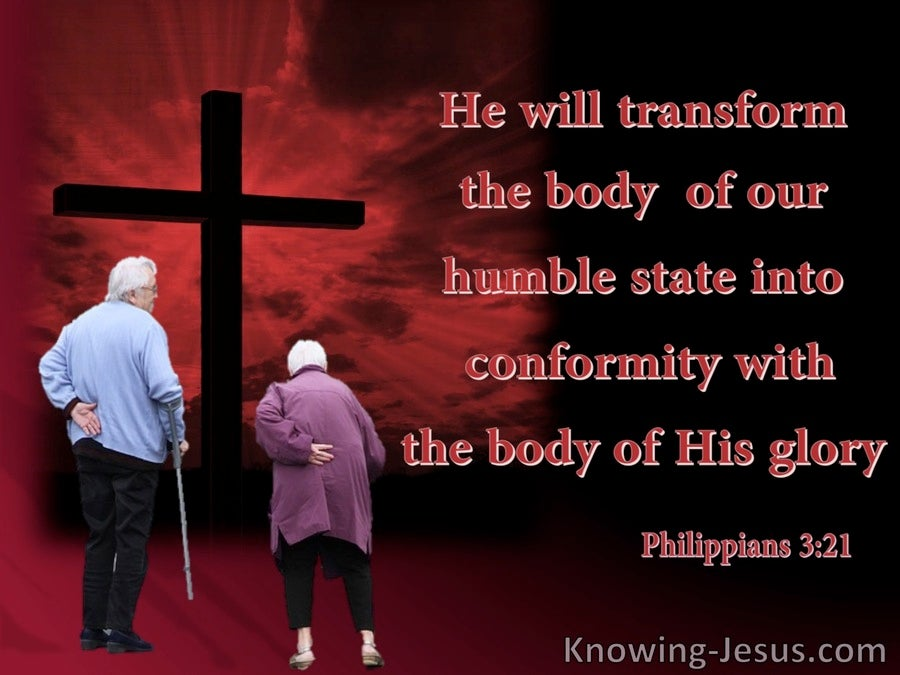 He will transform
the body of our
humble state into
conformity with
the body of His glory
Philippians 3:21
Knowing-Jesus.com